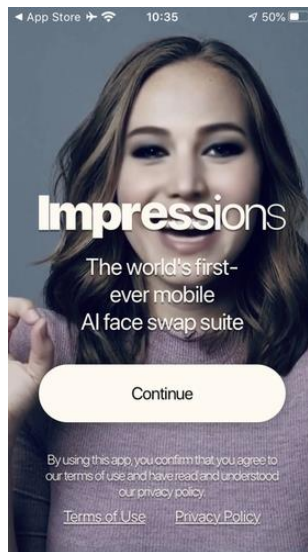 ◄ App Store
10:35
50%
Impressions
The world's first-
ever mobile
AI face swap suite
Continue
By using this app, you confirm that you agree to
our terms of use and have read and understood
our privacy policy.
Terms of Use Privacy Policy